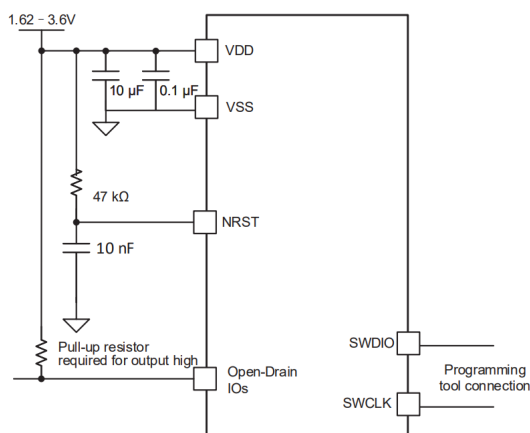 1.62 - 3.6V
VDD
10 µF
0.1 µF
VSS
47 kΩ
NRST
10 nF
Pull-up resistor
required for output high
Open-Drain
IOs
SWDIO
Programming
tool connection
SWCLK